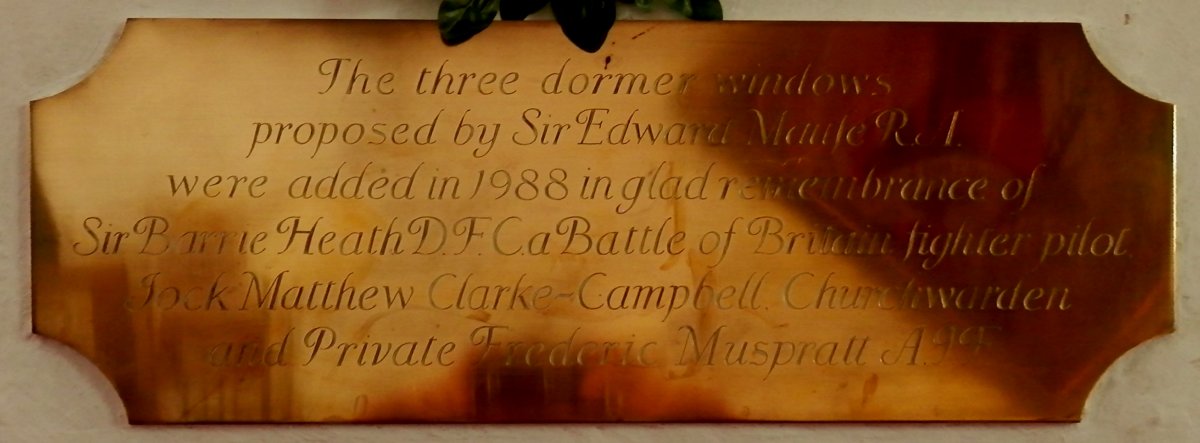 The three dormer windows
proposed by Sir Edward Maufe R.A.
were added in 1988 in glad remembrance of
Sir Barrie Heath D.F.C. a Battle of Britain fighter pilot,
Jock Matthew Clarke-Campbell, Churchwarden
and Private Frederic Muspratt A.I.F.